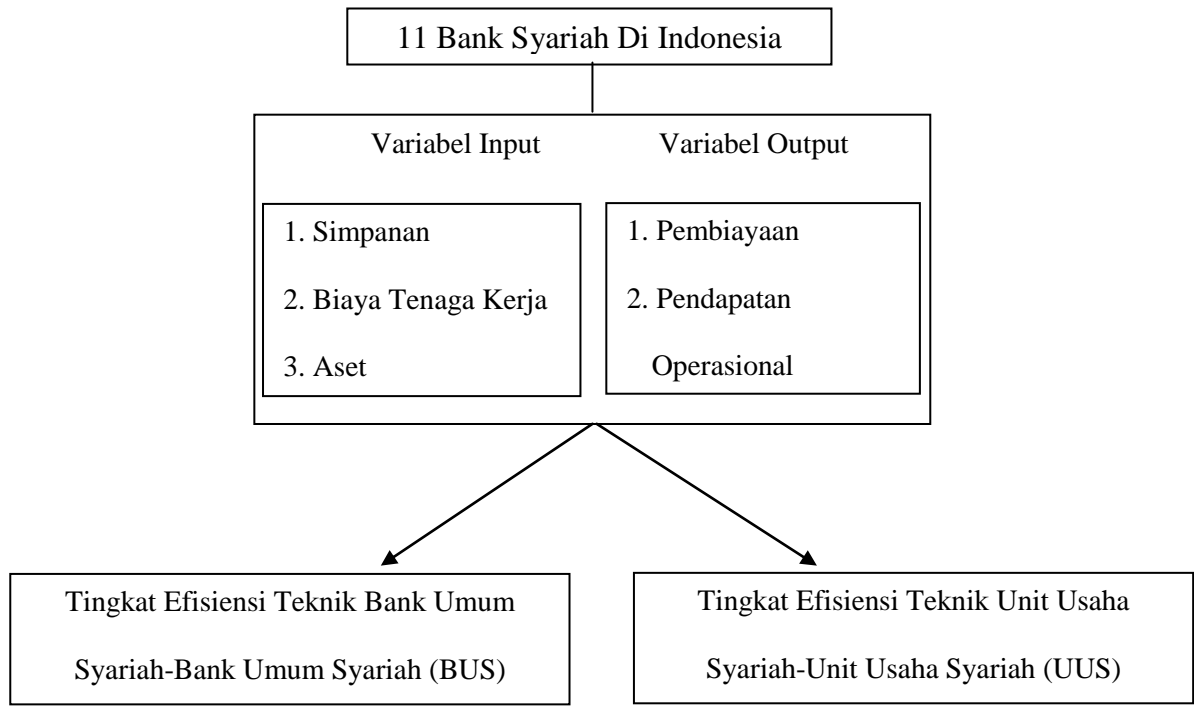 11 Bank Syariah Di Indonesia
Variabel Input
Variabel Output
1. Simpanan
2. Biaya Tenaga Kerja
3. Aset
1. Pembiayaan
2. Pendapatan
Operasional
Tingkat Efisiensi Teknik Bank Umum
Syariah-Bank Umum Syariah (BUS)
Tingkat Efisiensi Teknik Unit Usaha
Syariah-Unit Usaha Syariah (UUS)